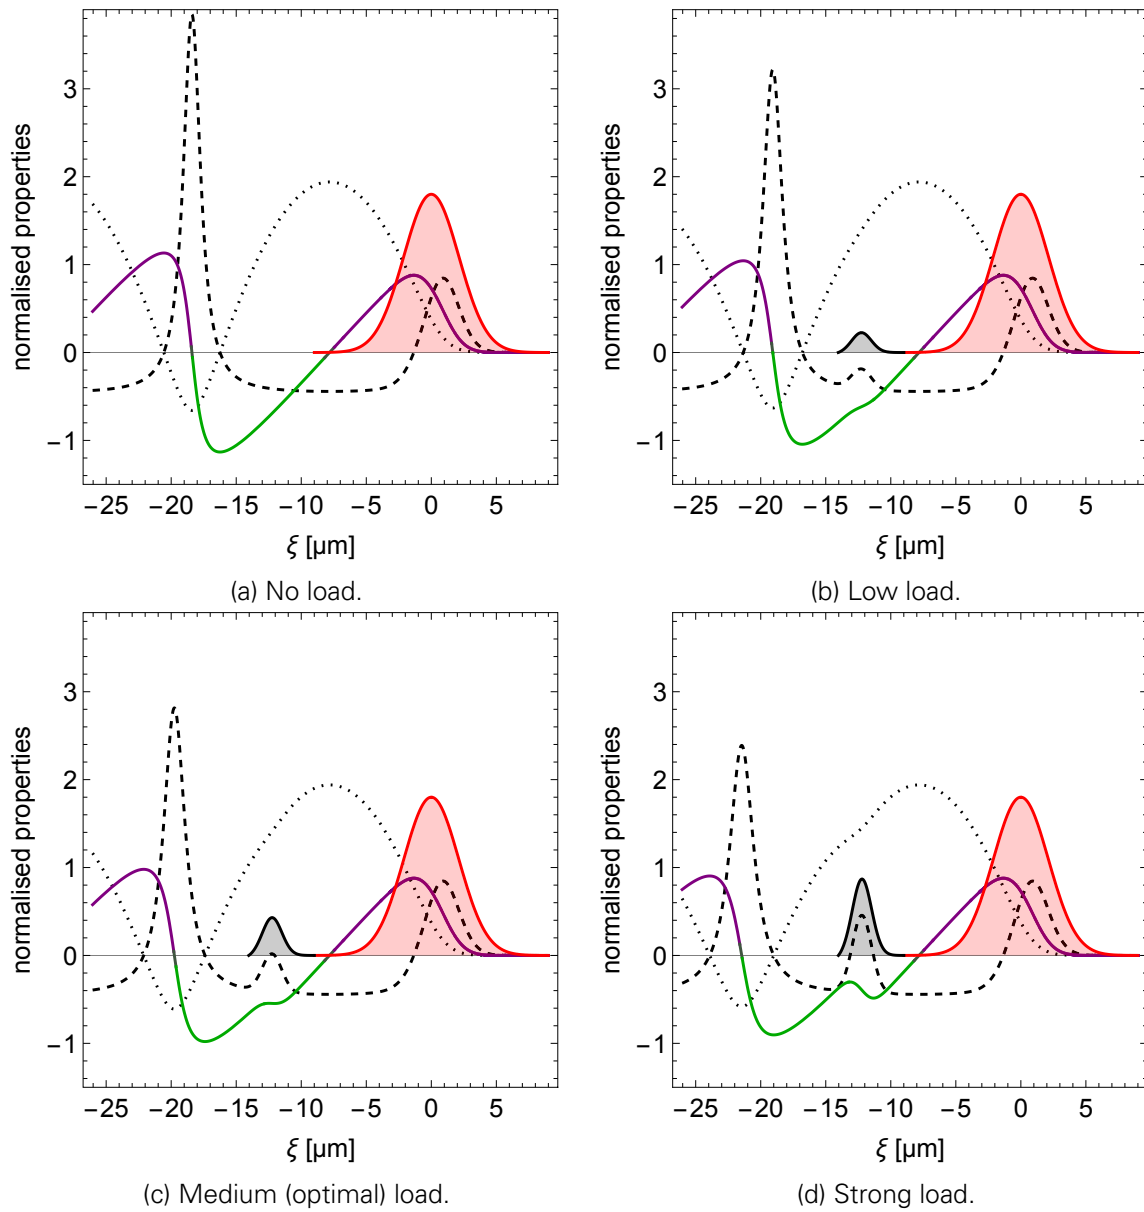 normalised properties
3
2
1
0
−1
−25 −20 −15 −10 −5 0 5
ξ [µm]
(a) No load.
normalised properties
3
2
1
0
−1
−25 −20 −15 −10 −5 0 5
ξ [µm]
(b) Low load.
normalised properties
3
2
1
0
−1
−25 −20 −15 −10 −5 0 5
ξ [µm]
(c) Medium (optimal) load.
normalised properties
3
2
1
0
−1
−25 −20 −15 −10 −5 0 5
ξ [µm]
(d) Strong load.